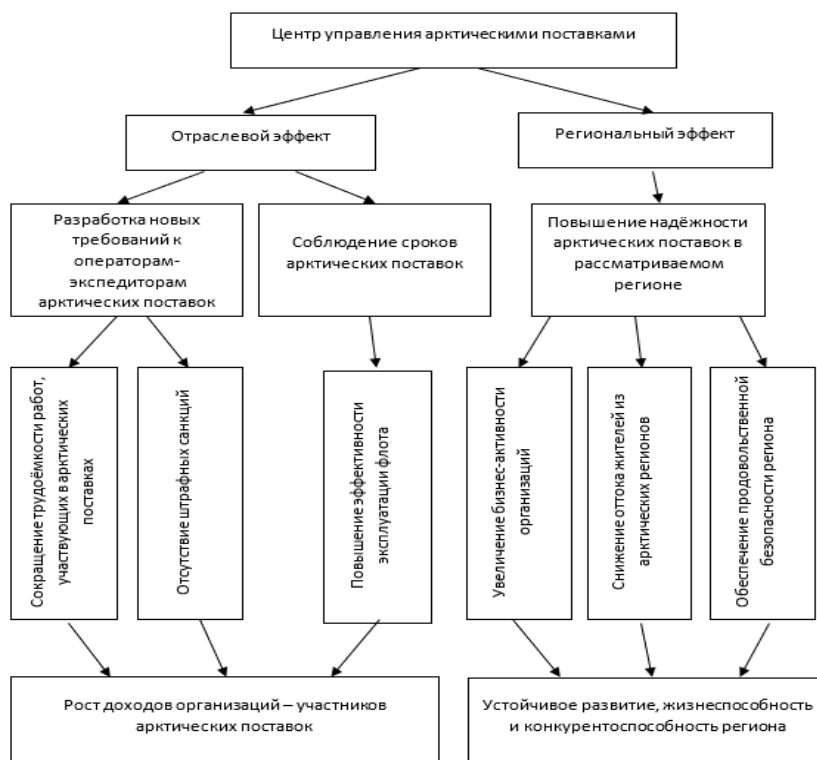 Центр управления арктическими поставками
Отраслевой эффект
Региональный эффект
Разработка новых
требований к
операторам-
экспедиторам
арктических поставок
Соблюдение сроков
арктических поставок
Повышение надёжности
арктических поставок в
рассматриваемом
регионе
Сокращение трудоёмкости работ,
участвующих в арктических
поставках
Отсутствие штрафных санкций
Повышение эффективности
эксплуатации флота
Увеличение бизнес-активности
организаций
Снижение оттока жителей из
арктических регионов
Обеспечение продовольственной
безопасности региона
Рост доходов организаций – участников
арктических поставок
Устойчивое развитие, жизнеспособность
и конкурентоспособность региона